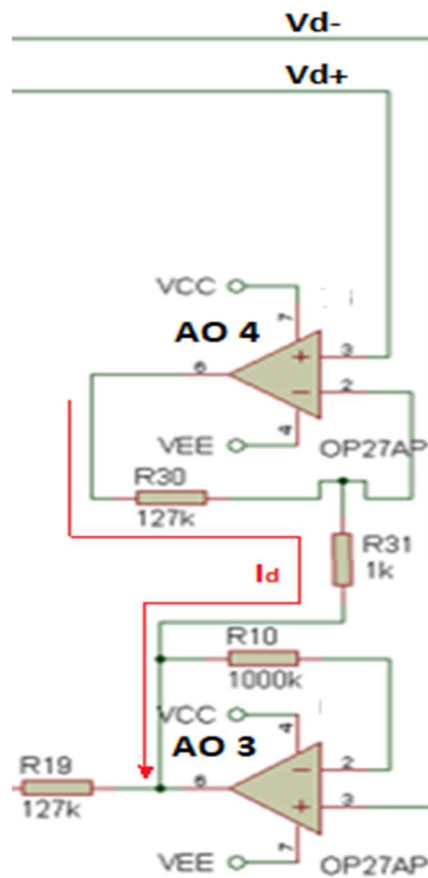 Vd-
Vd+
VCC
7
AO 4
+
3
6
−
2
4
VEE
OP27AP
R30
127k
R31
1k
Id
R10
1000k
VCC
4
AO 3
−
2
R19
6
+
3
127k
7
VEE
OP27AP